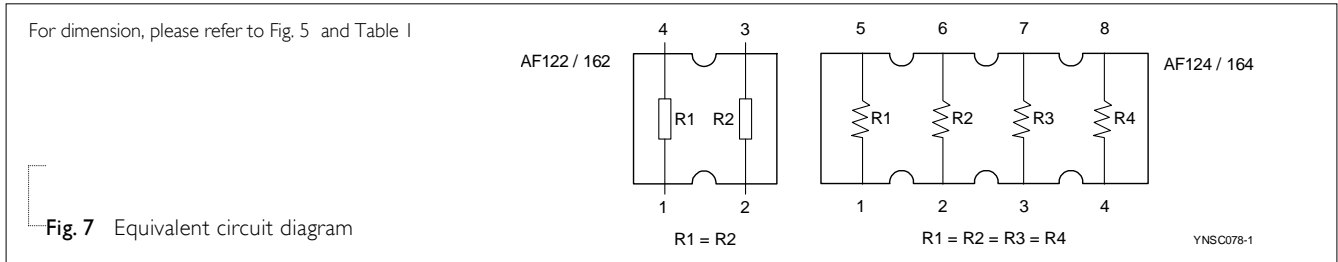 For dimension, please refer to Fig. 5 and Table 1
AF122 / 162
4 3
R1 R2
1 2
R1 = R2
5 6 7 8
AF124 / 164
R1 R2 R3 R4
1 2 3 4
R1 = R2 = R3 = R4
YNSC078-1
Fig. 7 Equivalent circuit diagram